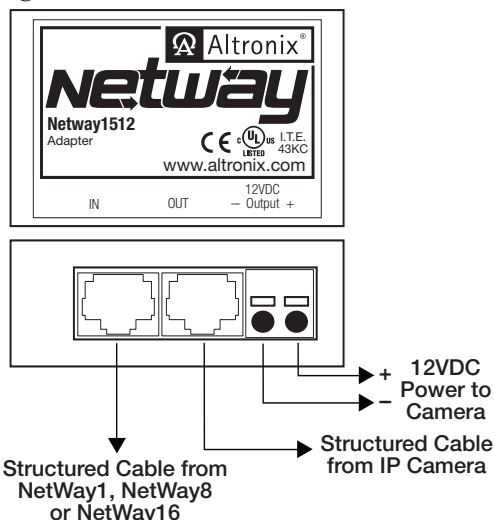 Altronix®
Netway
Netway1512
Adapter
CE c UL us LISTED I.T.E. 43KC
www.altronix.com
IN OUT 12VDC
– Output +
+ 12VDC
– Power to
Camera
Structured Cable
from IP Camera
Structured Cable from
NetWay1, NetWay8
or NetWay16